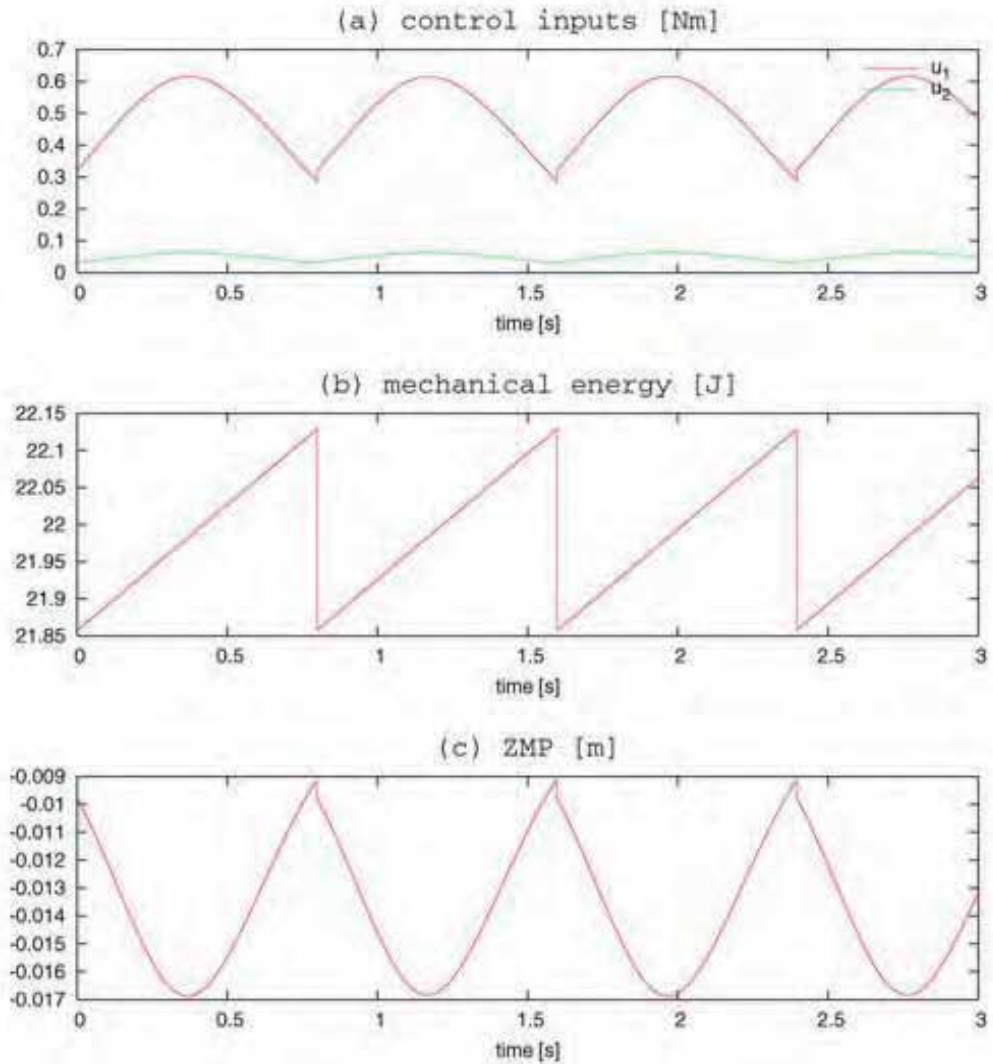 (a) control inputs [Nm]
0.7
0.6
0.5
0.4
0.3
0.2
0.1
0
u1
u2
0 0.5 1 1.5 2 2.5 3
time [s]
(b) mechanical energy [J]
22.15
22.1
22.05
22
21.95
21.9
21.85
0 0.5 1 1.5 2 2.5 3
time [s]
(c) ZMP [m]
-0.009
-0.01
-0.011
-0.012
-0.013
-0.014
-0.015
-0.016
-0.017
0 0.5 1 1.5 2 2.5 3
time [s]